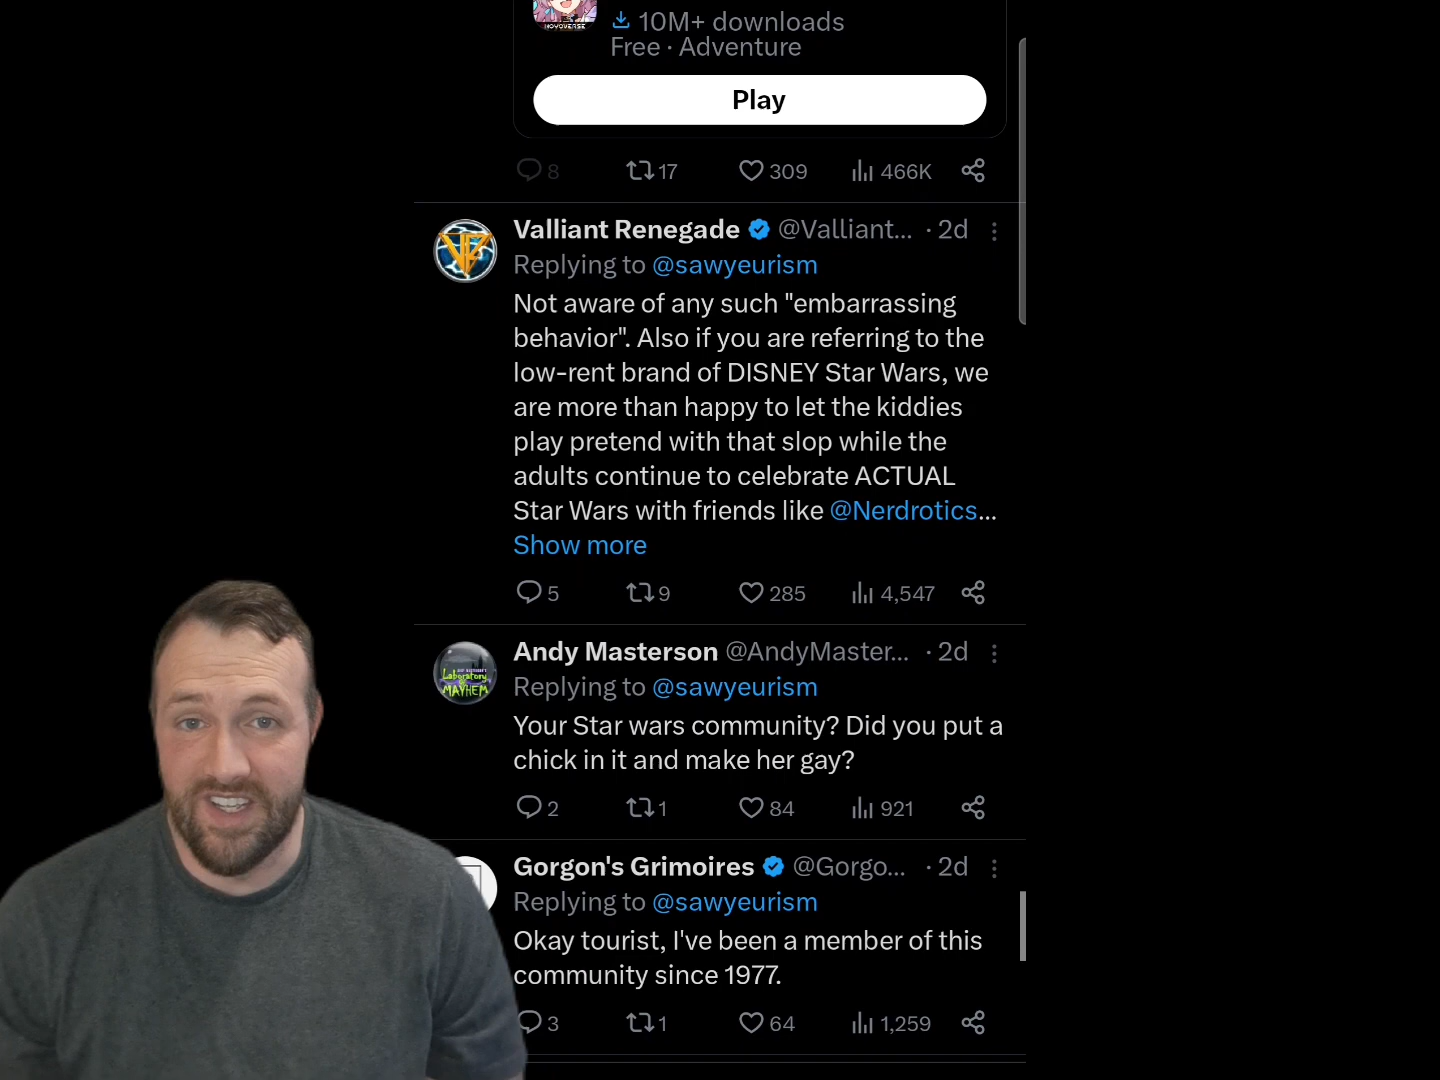 HOYOVERSE
10M+ downloads
Free · Adventure
Play
8 17 309 466K
Valliant Renegade @Valliant... · 2d
Replying to @sawyeurism
Not aware of any such "embarrassing
behavior". Also if you are referring to the
low-rent brand of DISNEY Star Wars, we
are more than happy to let the kiddies
play pretend with that slop while the
adults continue to celebrate ACTUAL
Star Wars with friends like @Nerdrotics...
Show more
5 9 285 4,547
Andy Masterson @AndyMaster... · 2d
Laboratory
MAYHEM
Replying to @sawyeurism
Your Star wars community? Did you put a
chick in it and make her gay?
2 1 84 921
Gorgon's Grimoires @Gorgo... · 2d
Replying to @sawyeurism
Okay tourist, I've been a member of this
community since 1977.
3 1 64 1,259